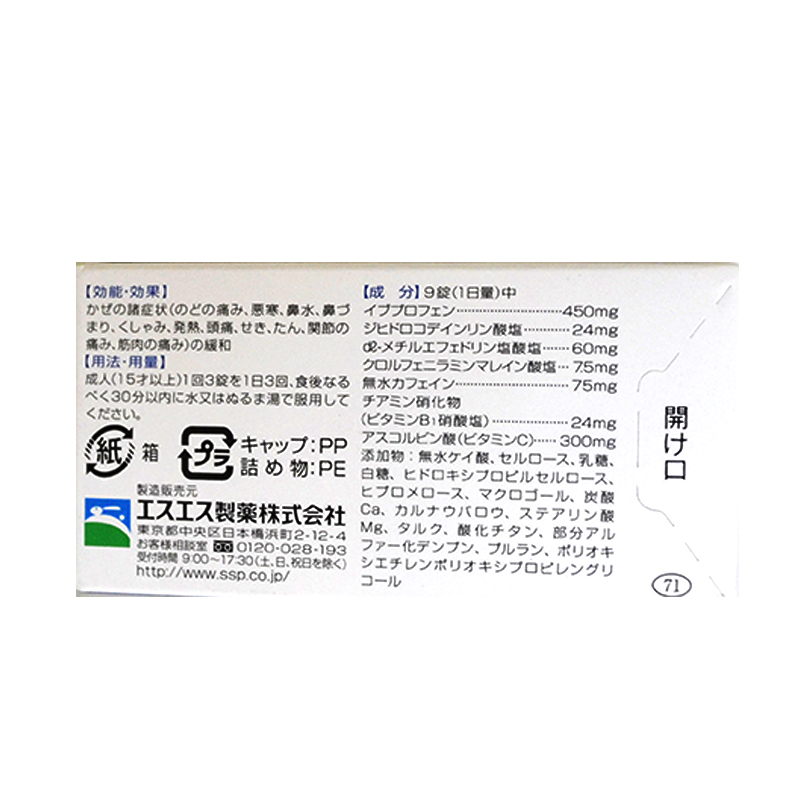 【効能・効果】
かぜの諸症状(のどの痛み、悪寒、鼻水、鼻づ
まり、くしゃみ、発熱、頭痛、せき、たん、関節の
痛み、筋肉の痛み)の緩和
【用法・用量】
成人(15才以上)1回3錠を1日3回、食後なる
べく30分以内に水又はぬるま湯で服用して
ください。
紙 箱
プラ キャップ:PP
詰め物:PE
製造販売元
エスエス製薬株式会社
東京都中央区日本橋浜町2-12-4
お客様相談室 0120-028-193
受付時間 9:00〜17:30(土、日、祝日を除く)
http://www.ssp.co.jp/
【成 分】9錠(1日量)中
イブプロフェン…………………………450mg
ジヒドロコデインリン酸塩…………24mg
dℓ-メチルエフェドリン塩酸塩……60mg
クロルフェニラミンマレイン酸塩…7.5mg
無水カフェイン…………………………75mg
チアミン硝化物
(ビタミンB1硝酸塩)…………………24mg
アスコルビン酸(ビタミンC)……300mg
添加物:無水ケイ酸、セルロース、乳糖、
白糖、ヒドロキシプロピルセルロース、
ヒプロメロース、マクロゴール、炭酸
Ca、カルナウバロウ、ステアリン酸
Mg、タルク、酸化チタン、部分アル
ファー化デンプン、プルラン、ポリオキ
シエチレンポリオキシプロピレングリ
コール
開け口
71